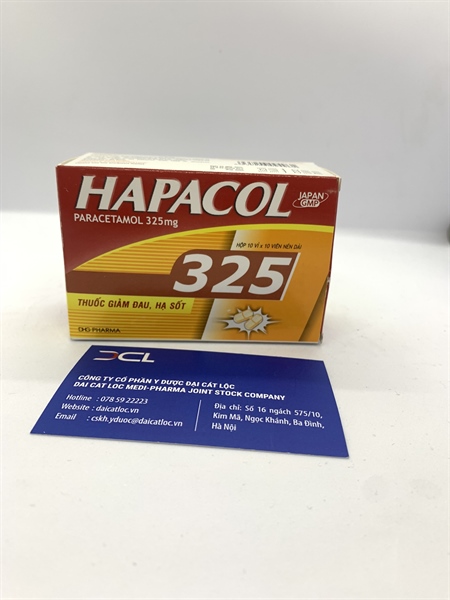 HAPACOL
JAPAN
GMP
PARACETAMOL 325mg
HỘP 10 VỈ x 10 VIÊN NÉN DÀI
325
THUỐC GIẢM ĐAU, HẠ SỐT
DHG PHARMA
DCL
CÔNG TY CỔ PHẦN Y DƯỢC ĐẠI CÁT LỘC
DAI CAT LOC MEDI-PHARMA JOINT STOCK COMPANY
Hotline : 078 59 22223
Website : daicatloc.vn
Email : cskh.yduoc@daicatloc.vn
Địa chỉ: Số 16 ngách 575/10,
Kim Mã, Ngọc Khánh, Ba Đình,
Hà Nội